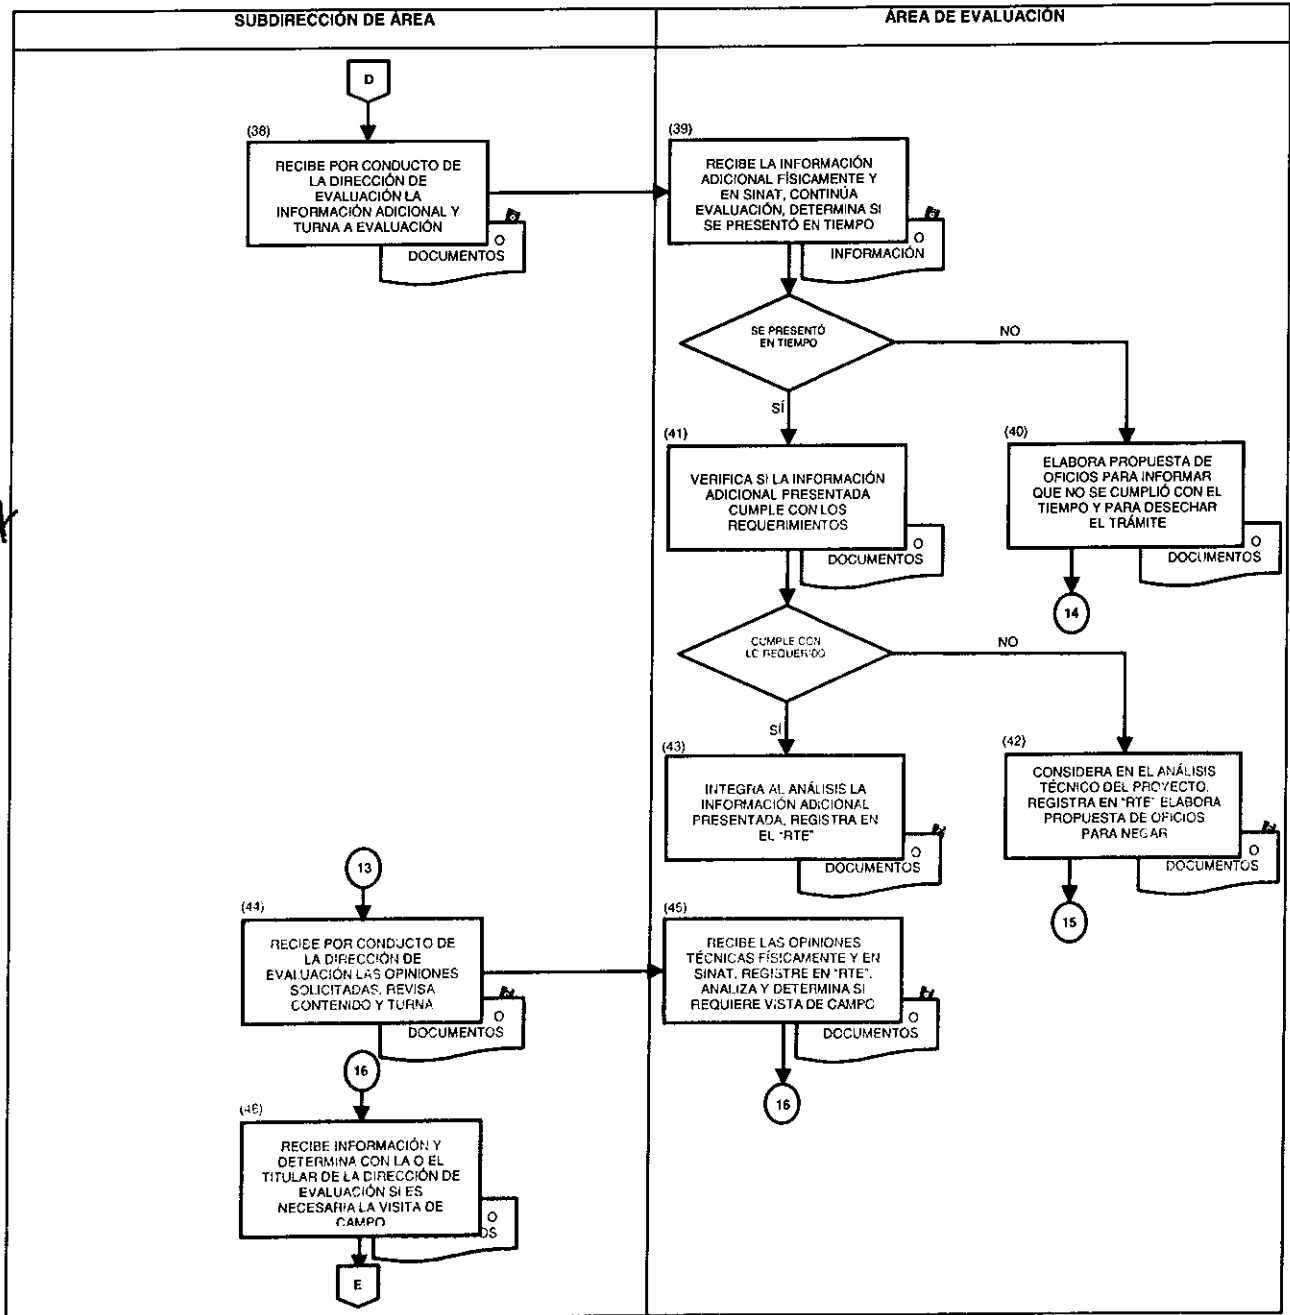 SUBDIRECCIÓN DE ÁREA
ÁREA DE EVALUACIÓN
D
(38)
RECIBE POR CONDUCTO DE
LA DIRECCIÓN DE
EVALUACIÓN LA
INFORMACIÓN ADICIONAL Y
TURNA A EVALUACIÓN
O
DOCUMENTOS
(39)
RECIBE LA INFORMACIÓN
ADICIONAL FÍSICAMENTE Y
EN SINAT, CONTINÚA
EVALUACIÓN, DETERMINA SI
SE PRESENTÓ EN TIEMPO
O
INFORMACIÓN
SE PRESENTÓ
EN TIEMPO
NO
SÍ
(41)
VERIFICA SI LA INFORMACIÓN
ADICIONAL PRESENTADA
CUMPLE CON LOS
REQUERIMIENTOS
O
DOCUMENTOS
(40)
ELABORA PROPUESTA DE
OFICIOS PARA INFORMAR
QUE NO SE CUMPLIÓ CON EL
TIEMPO Y PARA DESECHAR
EL TRÁMITE
O
DOCUMENTOS
14
CUMPLE CON
LO REQUERIDO
NO
SÍ
(43)
INTEGRA AL ANÁLISIS LA
INFORMACIÓN ADICIONAL
PRESENTADA, REGISTRA EN
EL "RTE"
O
DOCUMENTOS
(42)
CONSIDERA EN EL ANÁLISIS
TÉCNICO DEL PROYECTO,
REGISTRA EN "RTE" ELABORA
PROPUESTA DE OFICIOS
PARA NEGAR
O
DOCUMENTOS
15
13
(44)
RECIBE POR CONDUCTO DE
LA DIRECCIÓN DE
EVALUACIÓN LAS OPINIONES
SOLICITADAS, REVISA
CONTENIDO Y TURNA
O
DOCUMENTOS
(45)
RECIBE LAS OPINIONES
TÉCNICAS FÍSICAMENTE Y EN
SINAT, REGISTRE EN "RTE",
ANALIZA Y DETERMINA SI
REQUIERE VISTA DE CAMPO
O
DOCUMENTOS
16
16
(46)
RECIBE INFORMACIÓN Y
DETERMINA CON LA O EL
TITULAR DE LA DIRECCIÓN DE
EVALUACIÓN SI ES
NECESARIA LA VISITA DE
CAMPO
O
OS
E